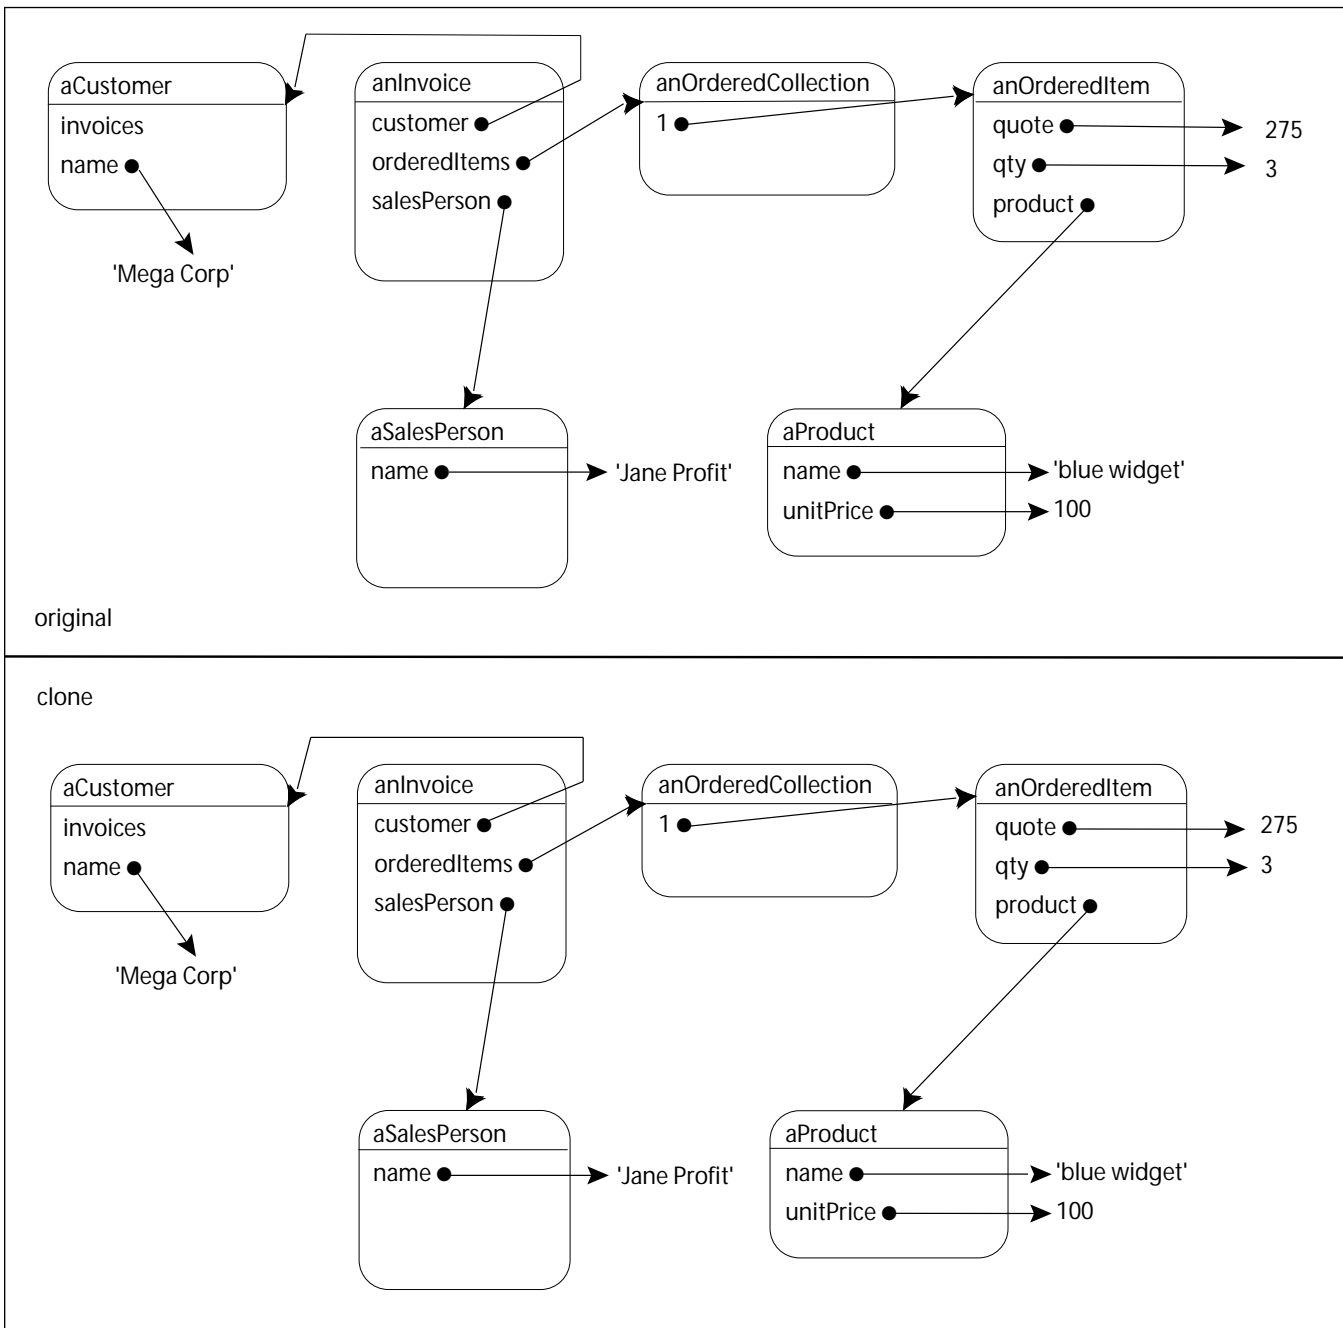 aCustomer
invoices
name
'Mega Corp'
anInvoice
customer
orderedItems
salesPerson
anOrderedCollection
1
anOrderedItem
quote
275
qty
3
product
aSalesPerson
name
'Jane Profit'
aProduct
name
'blue widget'
unitPrice
100
original
clone
aCustomer
invoices
name
'Mega Corp'
anInvoice
customer
orderedItems
salesPerson
anOrderedCollection
1
anOrderedItem
quote
275
qty
3
product
aSalesPerson
name
'Jane Profit'
aProduct
name
'blue widget'
unitPrice
100